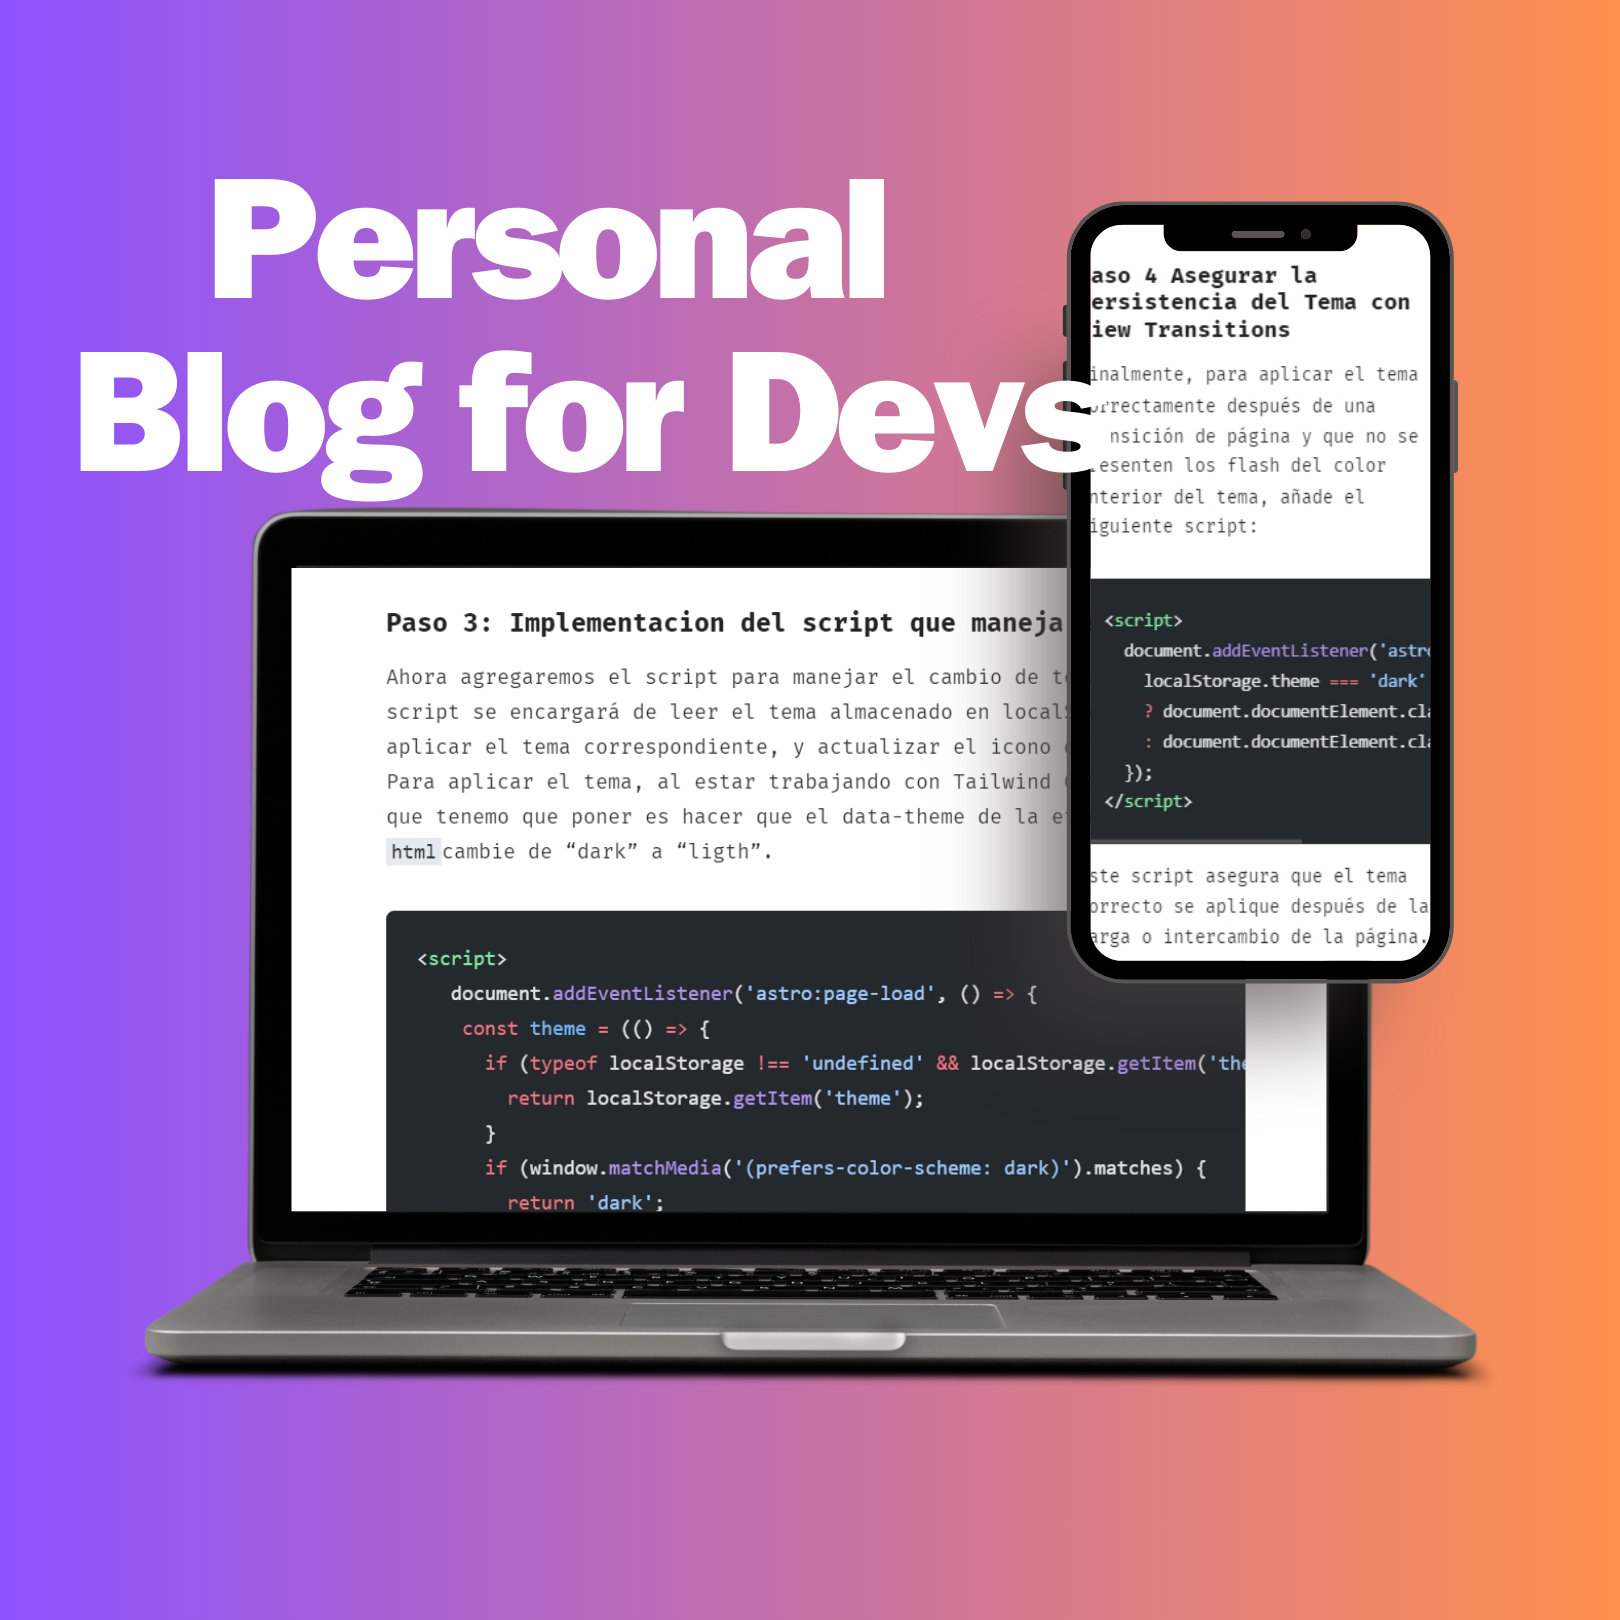 Personal
Blog for Devs
Paso 3: Implementacion del script que maneja
Ahora agregaremos el script para manejar el cambio de
script se encargará de leer el tema almacenado en
aplicar el tema correspondiente, y actualizar el icono
Para aplicar el tema, al estar trabajando con Tailwind
que tenemo que poner es hacer que el data-theme de la
html cambie de “dark” a “ligth”.
<script>
document.addEventListener('astro:page-load', () => {
const theme = (() => {
if (typeof localStorage !== 'undefined' && localStorage.getItem('the
return localStorage.getItem('theme');
}
if (window.matchMedia('(prefers-color-scheme: dark)').matches) {
return 'dark';
aso 4 Asegurar la
ersistencia del Tema con
iew Transitions
inalmente, para aplicar el tema
orrectamente después de una
nsición de página y que no se
esenten los flash del color
nterior del tema, añade el
iguiente script:
<script>
document.addEventListener('astro
localStorage.theme === 'dark'
? document.documentElement.cla
: document.documentElement.cla
});
</script>
ste script asegura que el tema
orrecto se aplique después de la
arga o intercambio de la página.